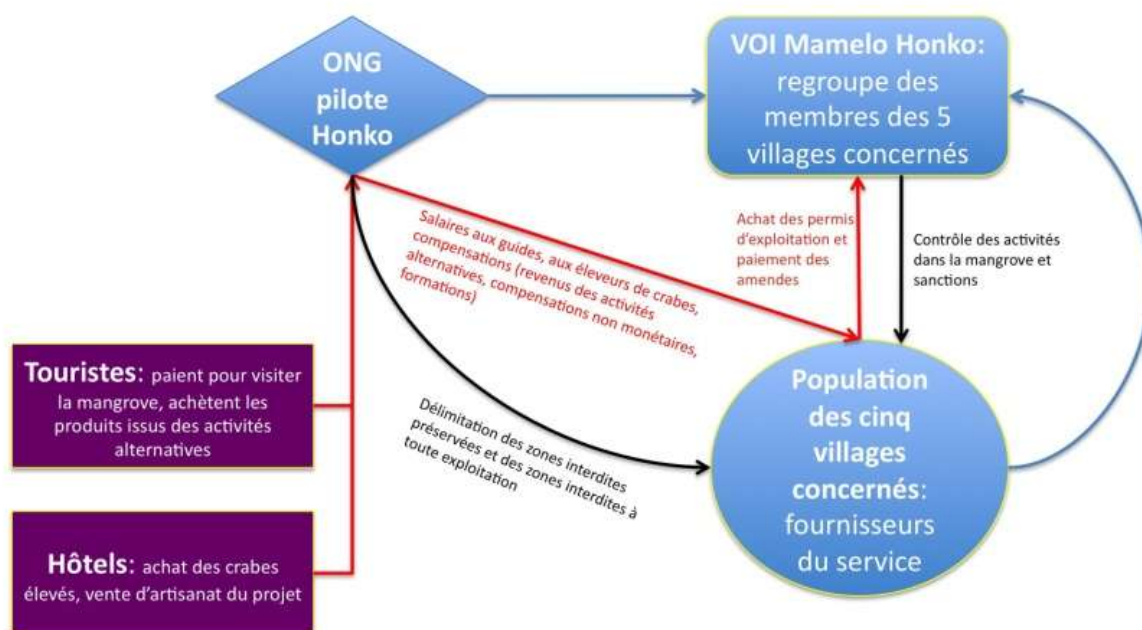 ONG
pilote
Honko
VOI Mamelo Honko:
regroupe des
membres des 5
villages concernés
Salaires aux guides, aux éleveurs de crabes,
compensations (revenus des activités
alternatives, compensations non monétaires,
formations)
Achat des permis
d'exploitation et
paiement des
amendes
Contrôle des activités
dans la mangrove et
sanctions
Touristes: paient pour visiter
la mangrove, achètent les
produits issus des activités
alternatives
Délimitation des zones interdites
préservées et des zones interdites à
toute exploitation
Population
des cinq
villages
concernés:
fournisseurs
du service
Hôtels: achat des crabes
élevés, vente d'artisanat du projet